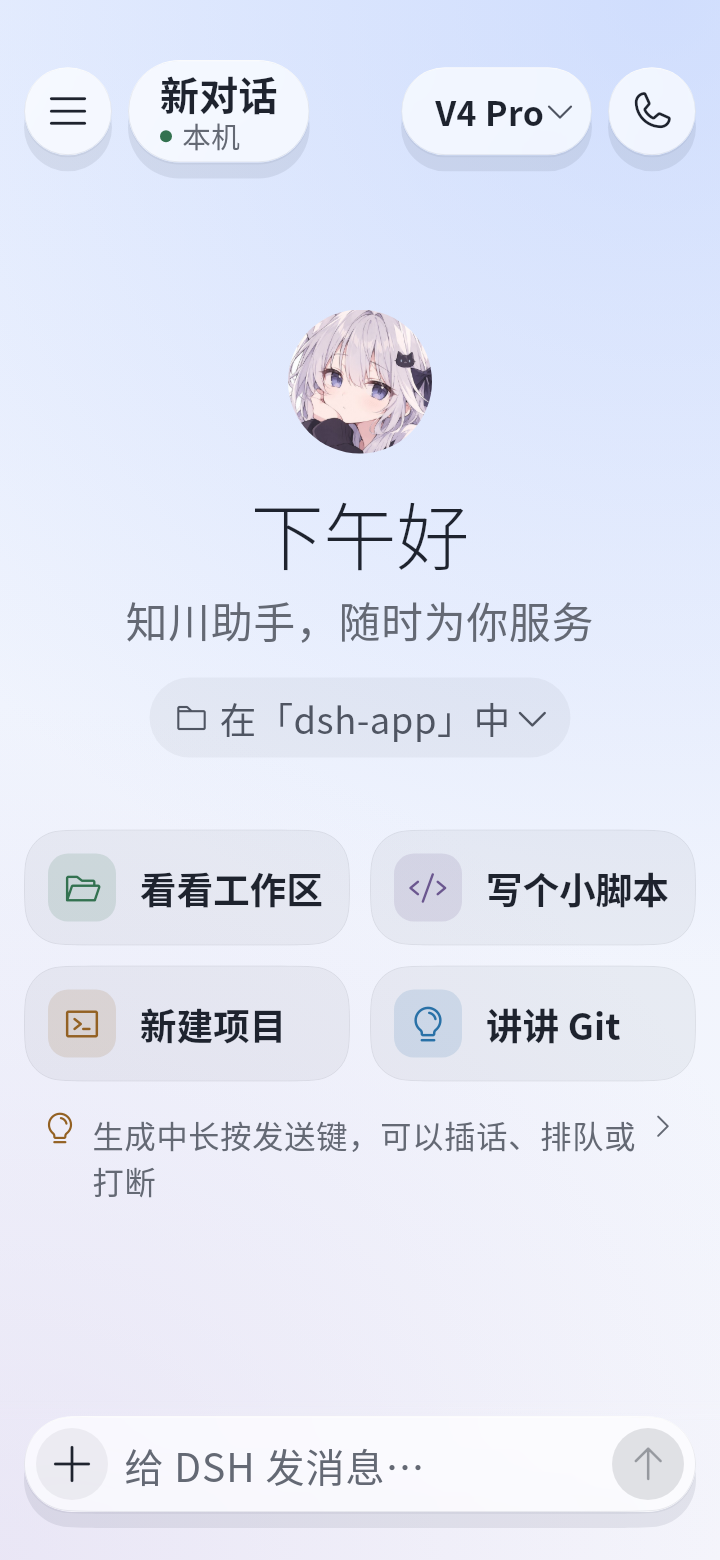 新对话
本机
V4 Pro
下午好
知川助手，随时为你服务
在「dsh-app」中
看看工作区
写个小脚本
新建项目
讲讲 Git
生成中长按发送键，可以插话、排队或
打断
给 DSH 发消息…